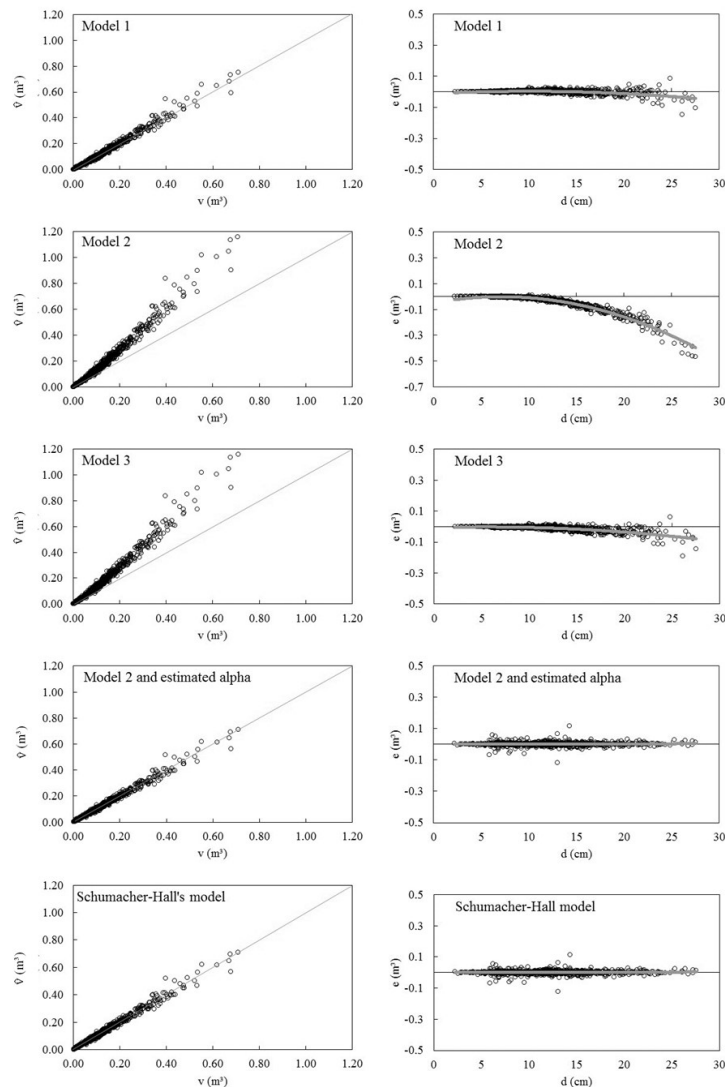 Model 1
v̂ (m³)
1.20
1.00
0.80
0.60
0.40
0.20
0.00
0.00 0.20 0.40 0.60 0.80 1.00 1.20
v (m³)
Model 1
e (m³)
0.5
0.3
0.1
-0.1
-0.3
-0.5
0 5 10 15 20 25 30
d (cm)
Model 2
v̂ (m³)
1.20
1.00
0.80
0.60
0.40
0.20
0.00
0.00 0.20 0.40 0.60 0.80 1.00 1.20
v (m³)
Model 2
e (m³)
0.5
0.3
0.1
-0.1
-0.3
-0.5
-0.7
0 5 10 15 20 25 30
d (cm)
Model 3
v̂ (m³)
1.20
1.00
0.80
0.60
0.40
0.20
0.00
0.00 0.20 0.40 0.60 0.80 1.00 1.20
v (m³)
Model 3
e (m³)
0.5
0.3
0.1
-0.1
-0.3
-0.5
0 5 10 15 20 25 30
d (cm)
Model 2 and estimated alpha
v̂ (m³)
1.20
1.00
0.80
0.60
0.40
0.20
0.00
0.00 0.20 0.40 0.60 0.80 1.00 1.20
v (m³)
Model 2 and estimated alpha
e (m³)
0.5
0.3
0.1
-0.1
-0.3
-0.5
0 5 10 15 20 25 30
d (cm)
Schumacher-Hall's model
v̂ (m³)
1.20
1.00
0.80
0.60
0.40
0.20
0.00
0.00 0.20 0.40 0.60 0.80 1.00 1.20
v (m³)
Schumacher-Hall model
e (m³)
0.5
0.3
0.1
-0.1
-0.3
-0.5
0 5 10 15 20 25 30
d (cm)